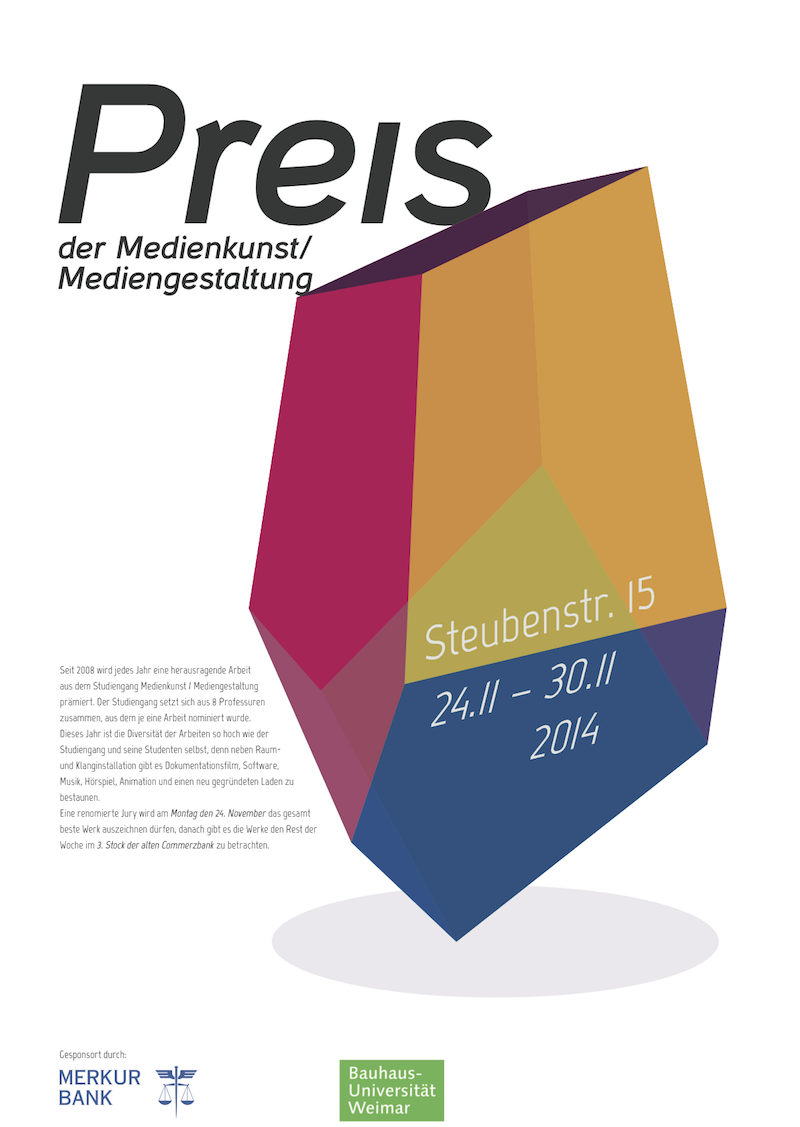 Preis
der Medienkunst/
Mediengestaltung
Steubenstr. 15
24.11 – 30.11
2014
Seit 2008 wird jedes Jahr eine herausragende Arbeit
aus dem Studiengang Medienkunst / Mediengestaltung
prämiert. Der Studiengang setzt sich aus 8 Professuren
zusammen, aus dem je eine Arbeit nominiert wurde.
Dieses Jahr ist die Diversität der Arbeiten so hoch wie der
Studiengang und seine Studenten selbst, denn neben Raum-
und Klanginstallation gibt es Dokumentationsfilm, Software,
Musik, Hörspiel, Animation und einen neu gegründeten Laden zu
bestaunen.
Eine renomierte Jury wird am Montag den 24. November das gesamt
beste Werk auszeichnen dürfen, danach gibt es die Werke den Rest der
Woche im 3. Stock der alten Commerzbank zu betrachten.
Gesponsort durch:
MERKUR
BANK
Bauhaus-
Universität
Weimar